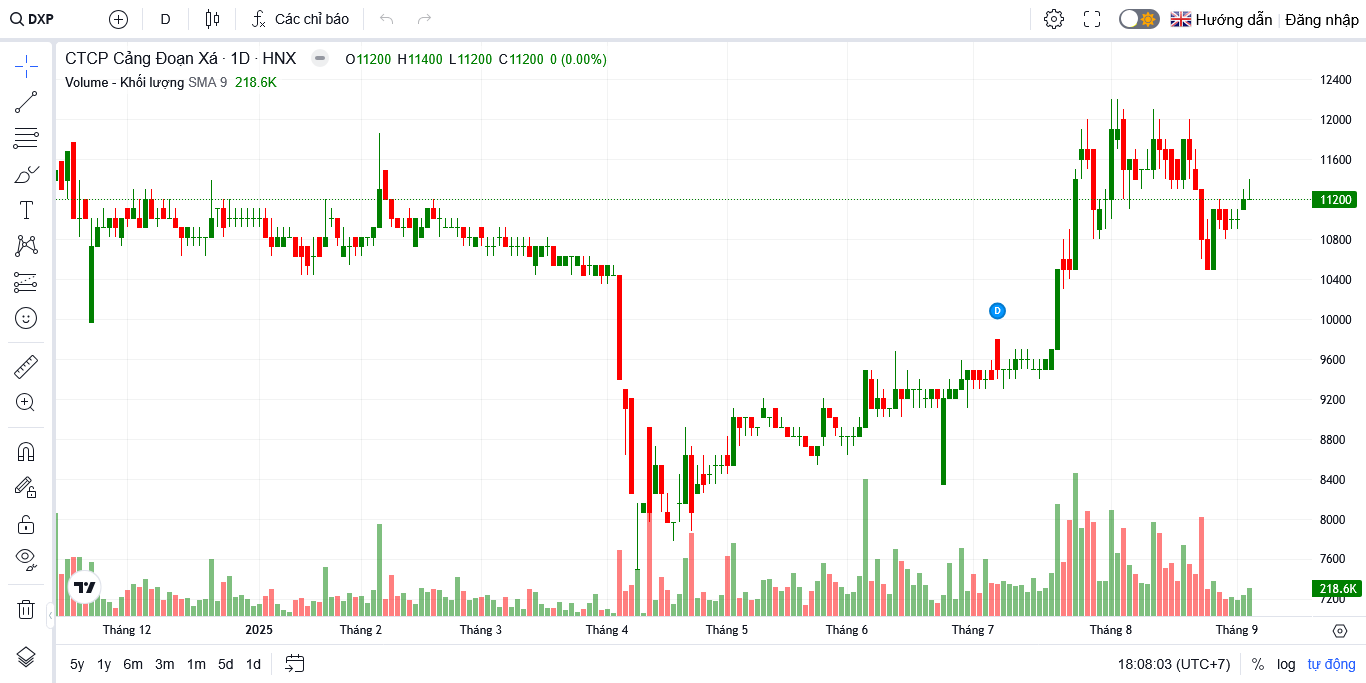 DXP D Các chỉ báo Hướng dẫn Đăng nhập
CTCP Cảng Đoạn Xá · 1D · HNX O11200 H11400 L11200 C11200 0 (0.00%)
Volume - Khối lượng SMA 9 218.6K
12400
12000
11600
11200
10800
10400
D
10000
9600
9200
8800
8400
8000
7600
218.6K
7200
Tháng 12 2025 Tháng 2 Tháng 3 Tháng 4 Tháng 5 Tháng 6 Tháng 7 Tháng 8 Tháng 9
5y 1y 6m 3m 1m 5d 1d 18:08:03 (UTC+7) % log tự động